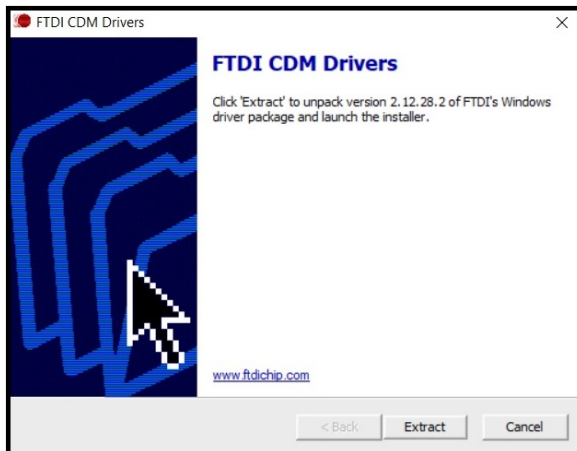 FTDI CDM Drivers
FTDI CDM Drivers
Click 'Extract' to unpack version 2.12.28.2 of FTDI's Windows
driver package and launch the installer.
www.ftdichip.com
< Back
Extract
Cancel